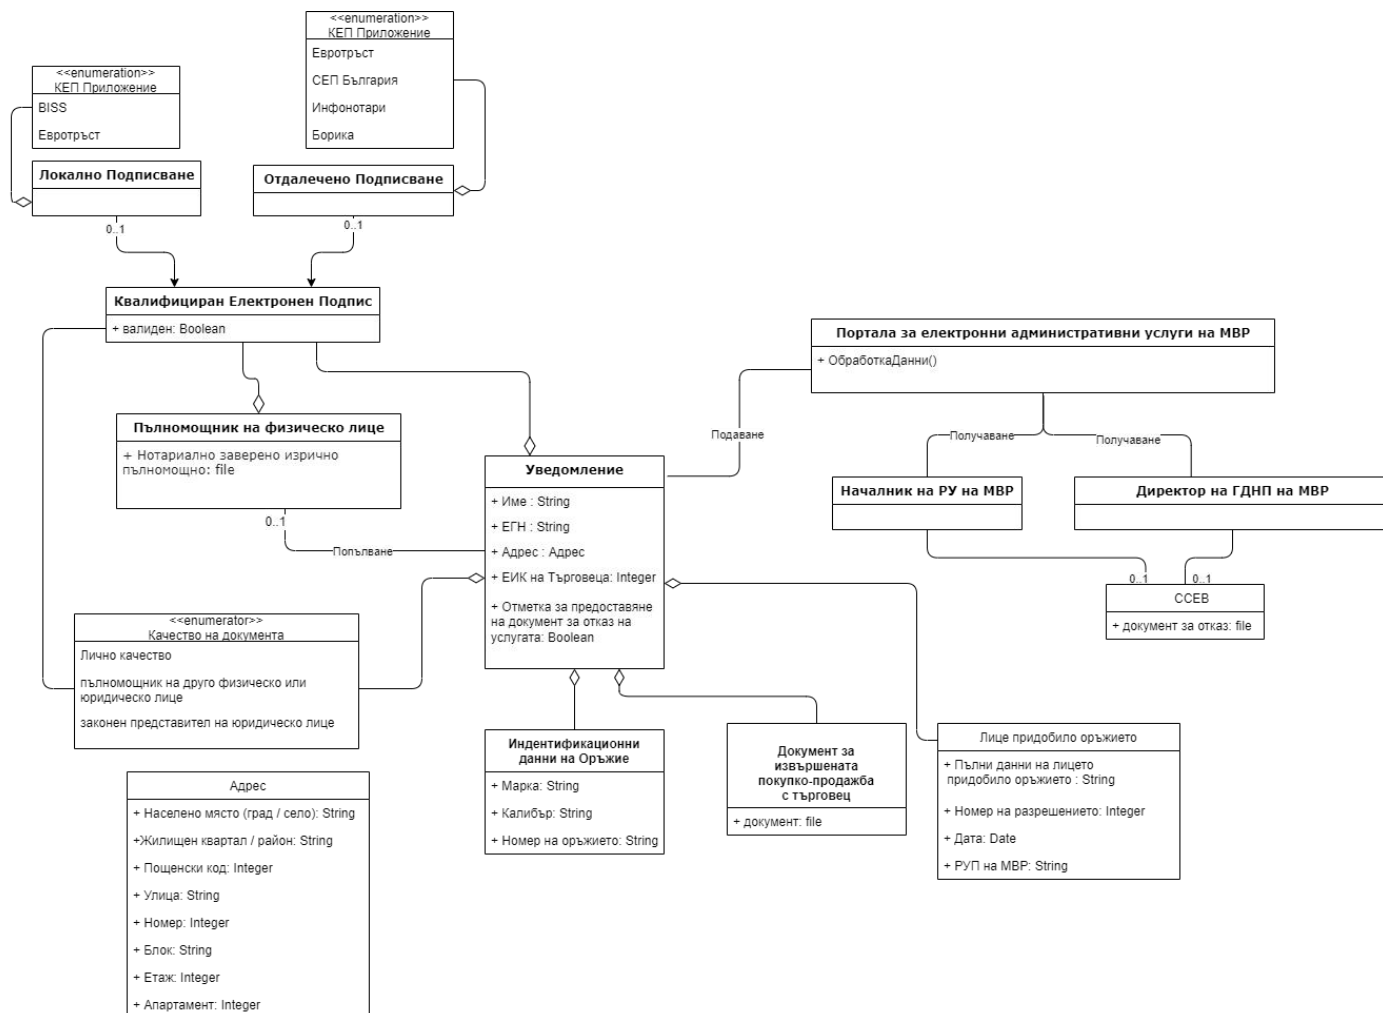 <<enumeration>>
КЕП Приложение
Евротръст
СЕП България
Инфонотари
Борика
<<enumeration>>
КЕП Приложение
BISS
Евротръст
Локално Подписване
Отдалечено Подписване
0..1
0..1
Квалифициран Електронен Подпис
+ валиден: Boolean
Портала за електронни административни услуги на МВР
+ ОбработкаДанни()
Пълномощник на физическо лице
+ Нотариално заверено изрично
пълномощно: file
0..1
Попълване
Подаване
Получаване
Получаване
Уведомление
+ Име : String
+ ЕГН : String
+ Адрес : Адрес
+ ЕИК на Търговеца: Integer
+ Отметка за предоставяне
на документ за отказ на
услугата: Boolean
Началник на РУ на МВР
Директор на ГДНП на МВР
0..1
0..1
ССЕВ
+ документ за отказ: file
<<enumerator>>
Качество на документа
Лично качество
пълномощник на друго физическо или
юридическо лице
законен представител на юридическо лице
Индентификационни
данни на Оръжие
+ Марка: String
+ Калибър: String
+ Номер на оръжието: String
Документ за
извършената
покупко-продажба
с търговец
+ документ: file
Лице придобило оръжието
+ Пълни данни на лицето
придобило оръжието : String
+ Номер на разрешението: Integer
+ Дата: Date
+ РУП на МВР: String
Адрес
+ Населено място (град / село): String
+Жилищен квартал / район: String
+ Пощенски код: Integer
+ Улица: String
+ Номер: Integer
+ Блок: String
+ Етаж: Integer
+ Апартамент: Integer